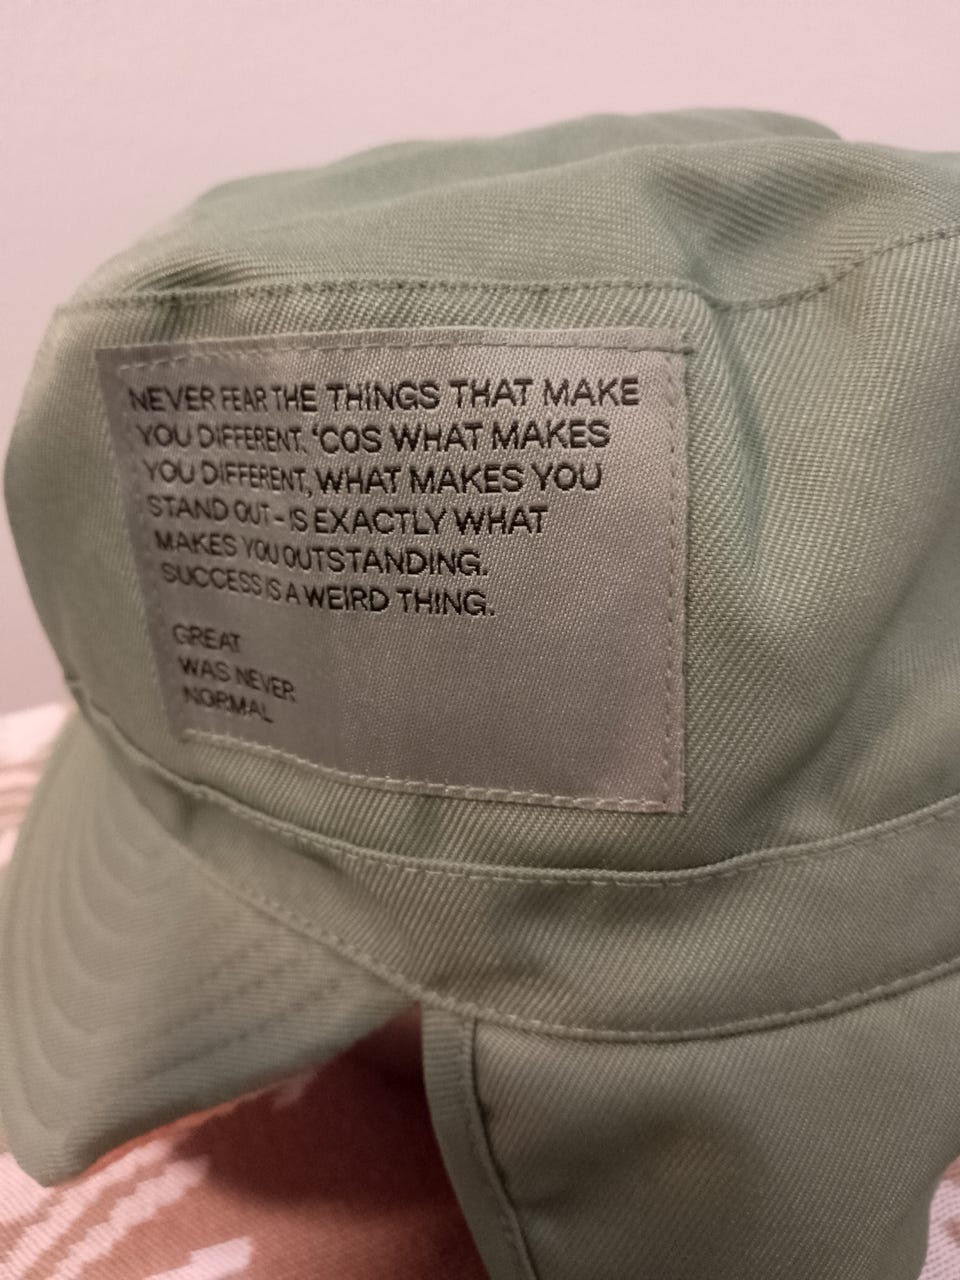 NEVER FEAR THE THINGS THAT MAKE
YOU DIFFERENT, ‘COS WHAT MAKES
YOU DIFFERENT, WHAT MAKES YOU
STAND OUT – IS EXACTLY WHAT
MAKES YOU OUTSTANDING.
SUCCESS IS A WEIRD THING.
GREAT
WAS NEVER
NORMAL